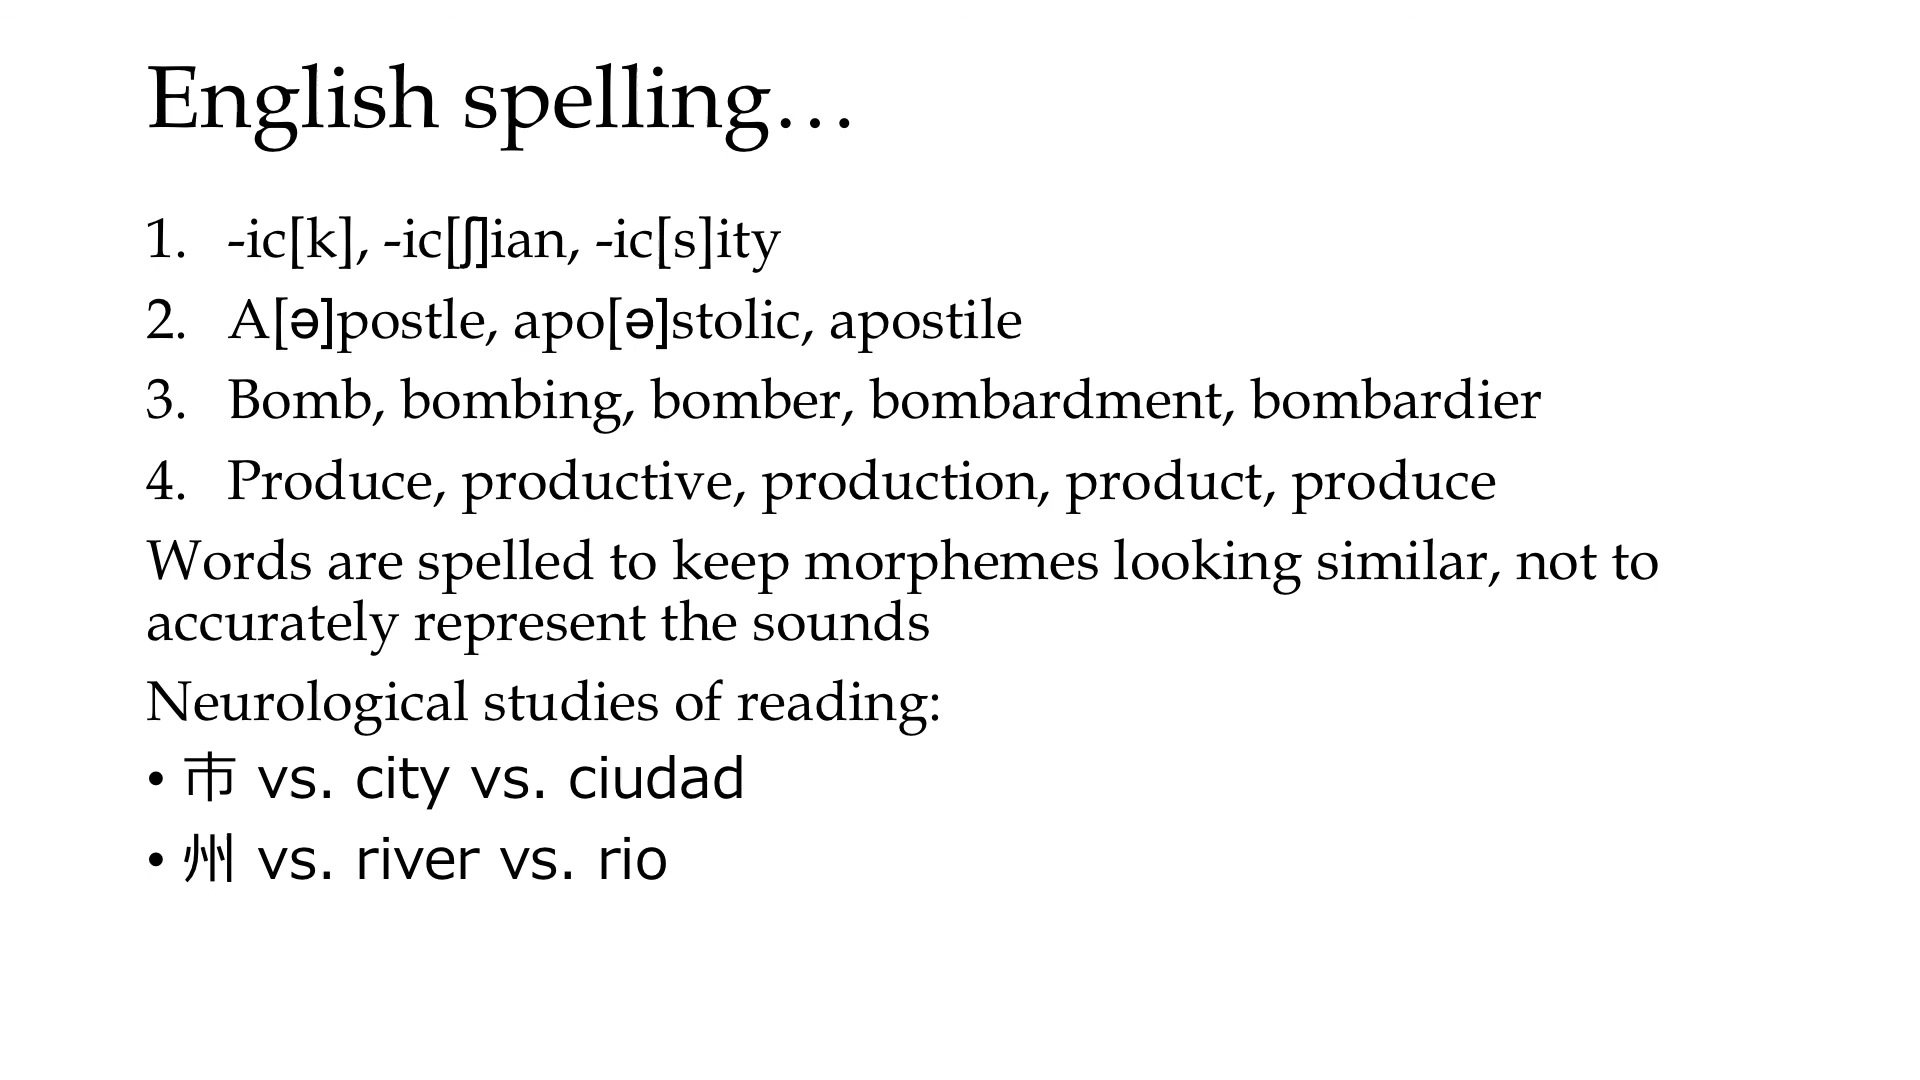 English spelling…
1. -ic[k], -ic[ʃ]ian, -ic[s]ity
2. A[ə]postle, apo[ə]stolic, apostile
3. Bomb, bombing, bomber, bombardment, bombardier
4. Produce, productive, production, product, produce
Words are spelled to keep morphemes looking similar, not to
accurately represent the sounds
Neurological studies of reading:
• 市 vs. city vs. ciudad
• 州 vs. river vs. rio